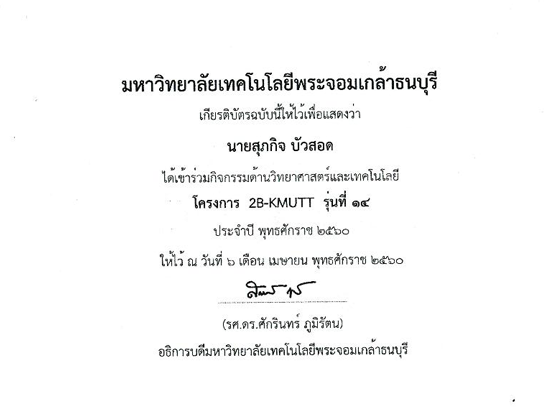 มหาวิทยาลัยเทคโนโลยีพระจอมเกล้าธนบุรี
เกียรติบัตรฉบับนี้ให้ไว้เพื่อแสดงว่า
นายสุภกิจ บัวสอด
ได้เข้าร่วมกิจกรรมด้านวิทยาศาสตร์และเทคโนโลยี
โครงการ 2B-KMUTT รุ่นที่ ๑๔
ประจำปี พุทธศักราช ๒๕๖๐
ให้ไว้ ณ วันที่ ๖ เดือน เมษายน พุทธศักราช ๒๕๖๐
(รศ.ดร.ศักรินทร์ ภูมิรัตน)
อธิการบดีมหาวิทยาลัยเทคโนโลยีพระจอมเกล้าธนบุรี